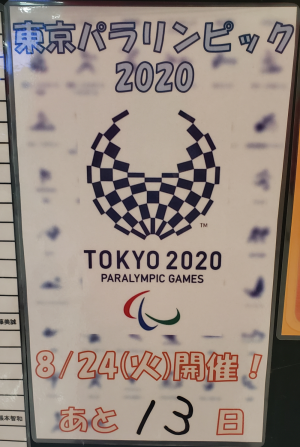 東京パラリンピック
2020
TM
TOKYO 2020
PARALYMPIC GAMES
8/24(火)開催！
あと 13 日